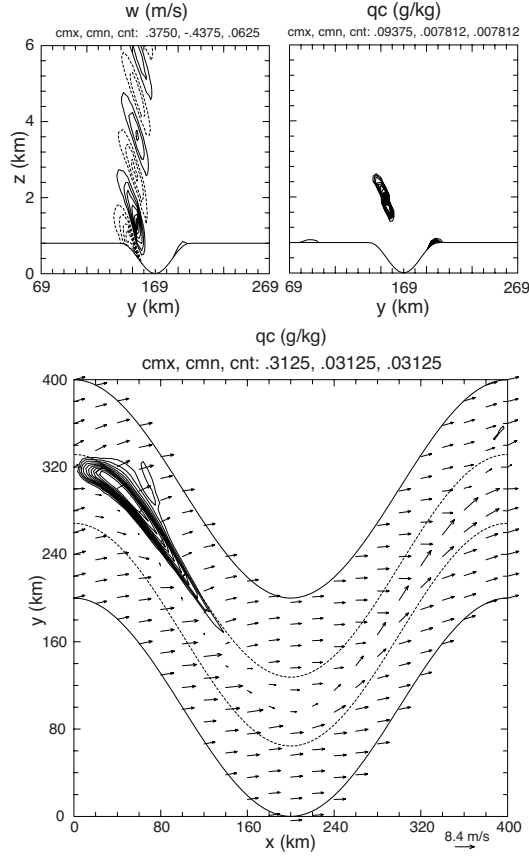 w (m/s)
cmx, cmn, cnt: .3750, -.4375, .0625
qc (g/kg)
cmx, cmn, cnt: .09375, .007812, .007812
6
4
2
0
z (km)
69
169
269
y (km)
69
169
269
y (km)
qc (g/kg)
cmx, cmn, cnt: .3125, .03125, .03125
400
320
240
160
80
0
y (km)
0
80
160
240
320
400
x (km)
8.4 m/s